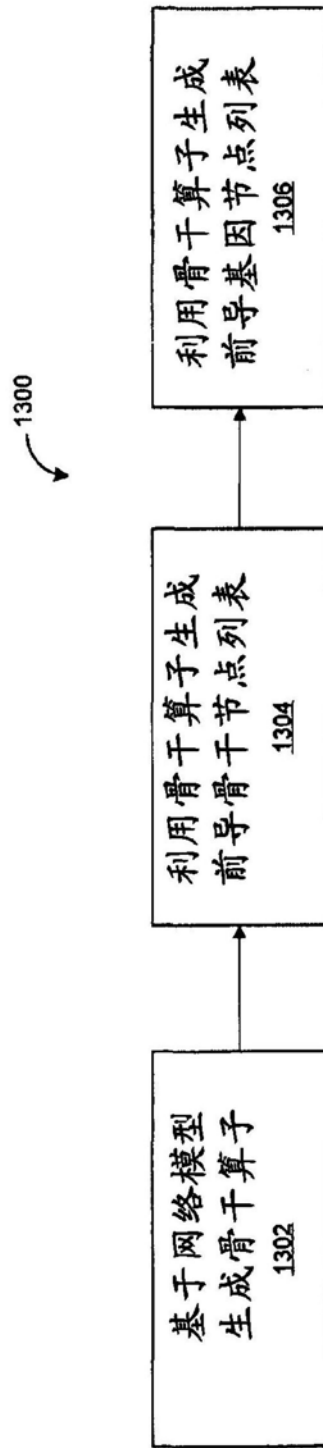 1300
基于网络模型
生成骨干算子
1302
利用骨干算子生成
前导骨干节点列表
1304
利用骨干算子生成
前导基因节点列表
1306